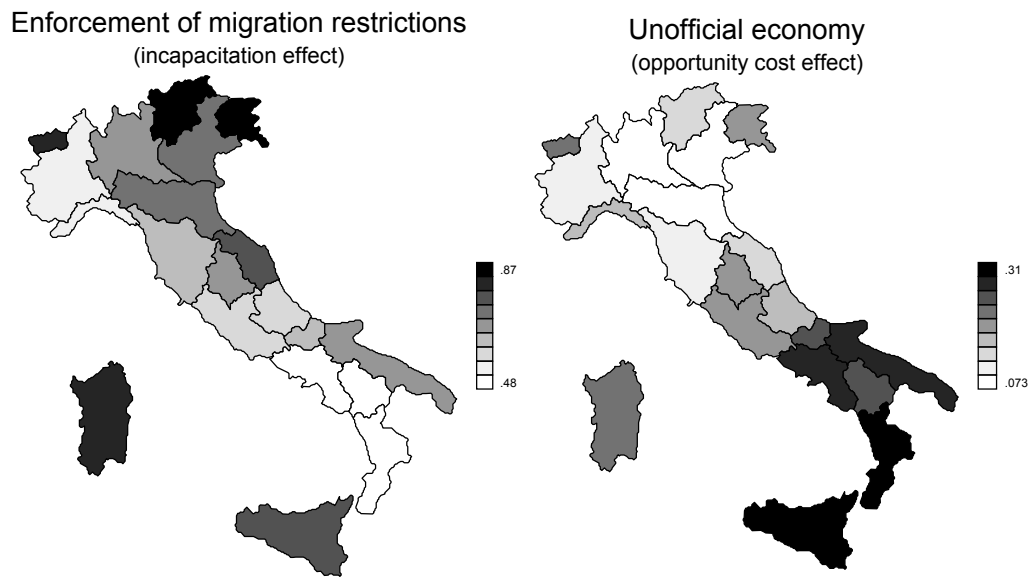 Enforcement of migration restrictions
(incapacitation effect)
.87
.48
Unofficial economy
(opportunity cost effect)
.31
.073